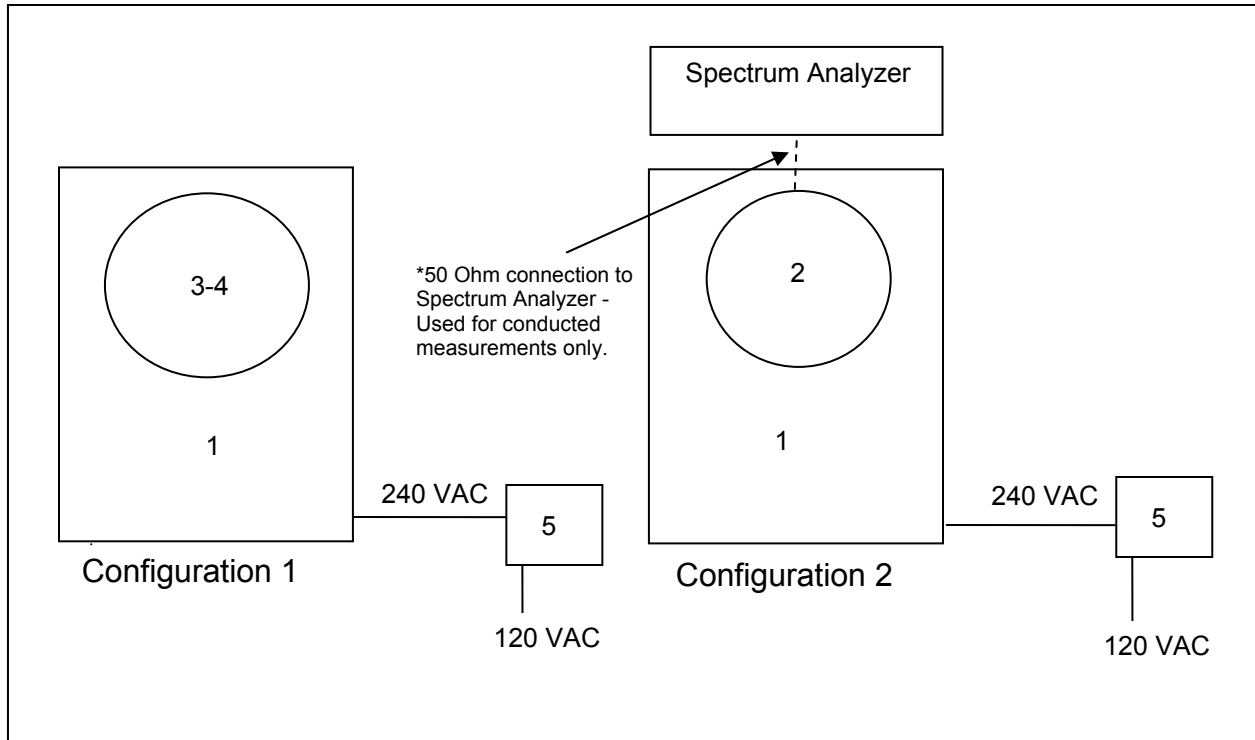 Spectrum Analyzer
3-4
*50 Ohm connection to
Spectrum Analyzer -
Used for conducted
measurements only.
2
1
1
240 VAC
5
240 VAC
5
Configuration 1
Configuration 2
120 VAC
120 VAC